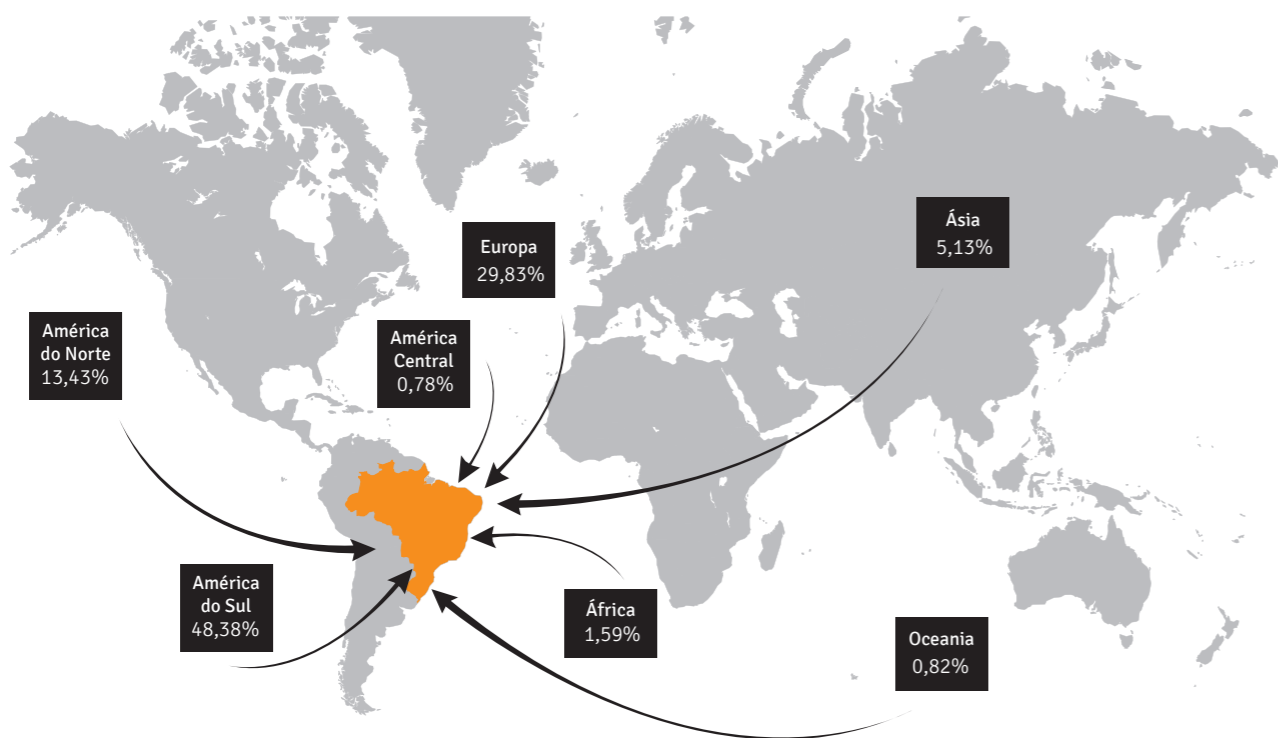 Ásia
5,13%
Europa
29,83%
América
do Norte
13,43%
América
Central
0,78%
América
do Sul
48,38%
África
1,59%
Oceania
0,82%